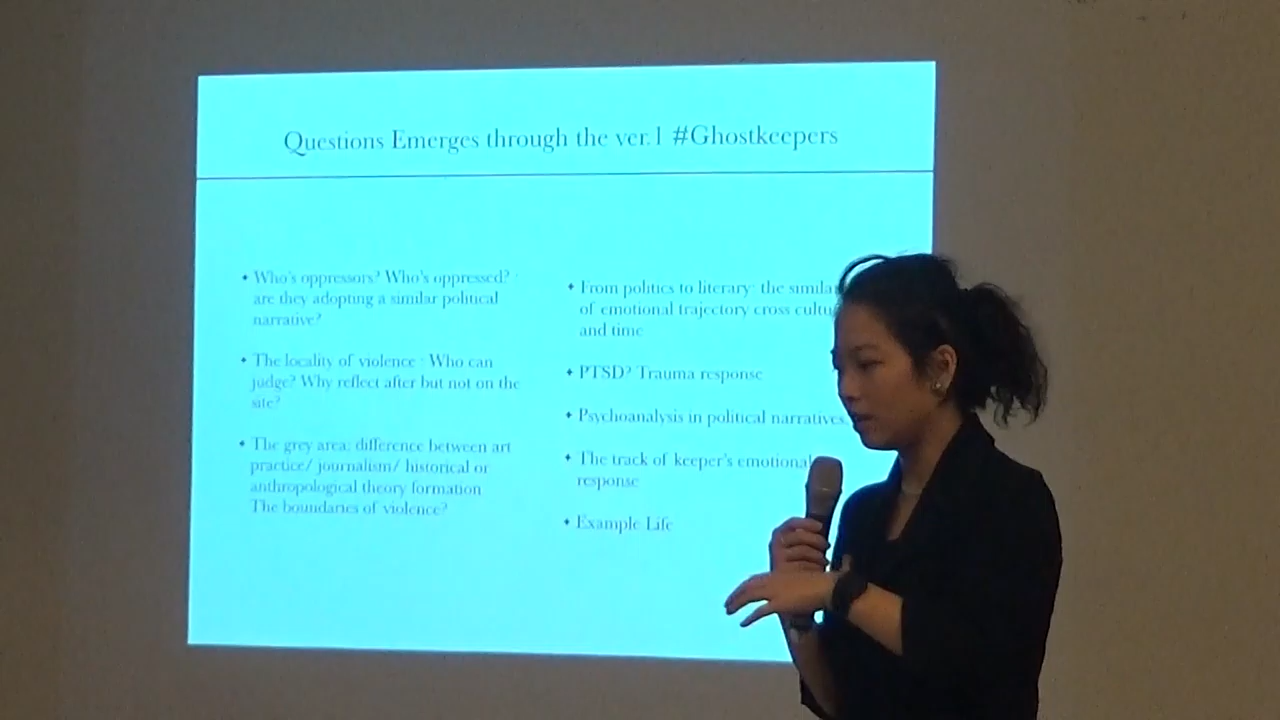 Questions Emerges through the ver.1 #Ghostkeepers
• Who's oppressors? Who's oppressed? -
are they adopting a similar political
narrative?
• The locality of violence - Who can
judge? Why reflect after but not on the
site?
• The grey area: difference between art
practice/ journalism/ historical or
anthropological theory formation
The boundaries of violence?
• From politics to literary- the
of emotional trajectory cross
and time
• PTSD? Trauma response
• Psychoanalysis in political narratives
• The track of keeper's emotional
response
• Example Life